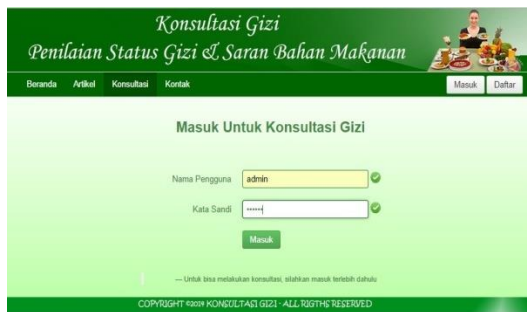 Konsultasi Gizi
Penilaian Status Gizi & Saran Bahan Makanan
Beranda Artikel Konsultasi Kontak Masuk Daftar
Masuk Untuk Konsultasi Gizi
Nama Pengguna admin
Kata Sandi ••••••
Masuk
--- Untuk bisa melakukan konsultasi, silahkan masuk terlebih dahulu
COPYRIGHT ©2019 KONSULTASI GIZI - ALL RIGTHS RESERVED